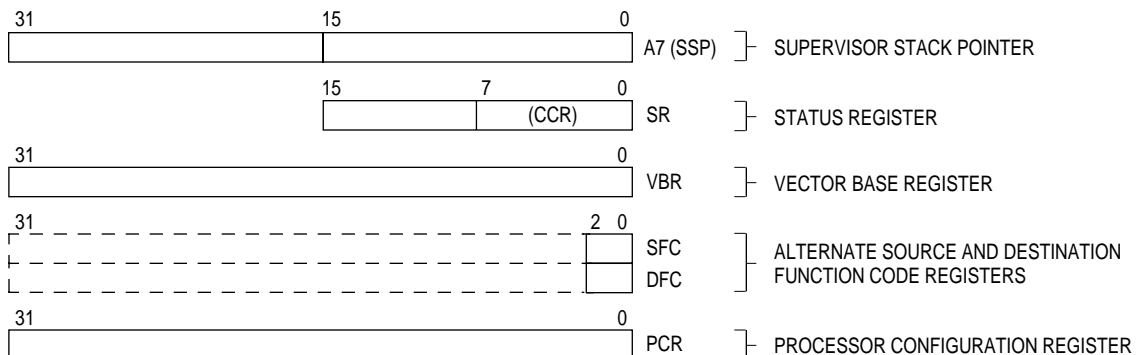 31 15 0
A7 (SSP) SUPERVISOR STACK POINTER
15 7 0
(CCR) SR STATUS REGISTER
31 0
VBR VECTOR BASE REGISTER
31 2 0
SFC
DFC
ALTERNATE SOURCE AND DESTINATION
FUNCTION CODE REGISTERS
31 0
PCR PROCESSOR CONFIGURATION REGISTER